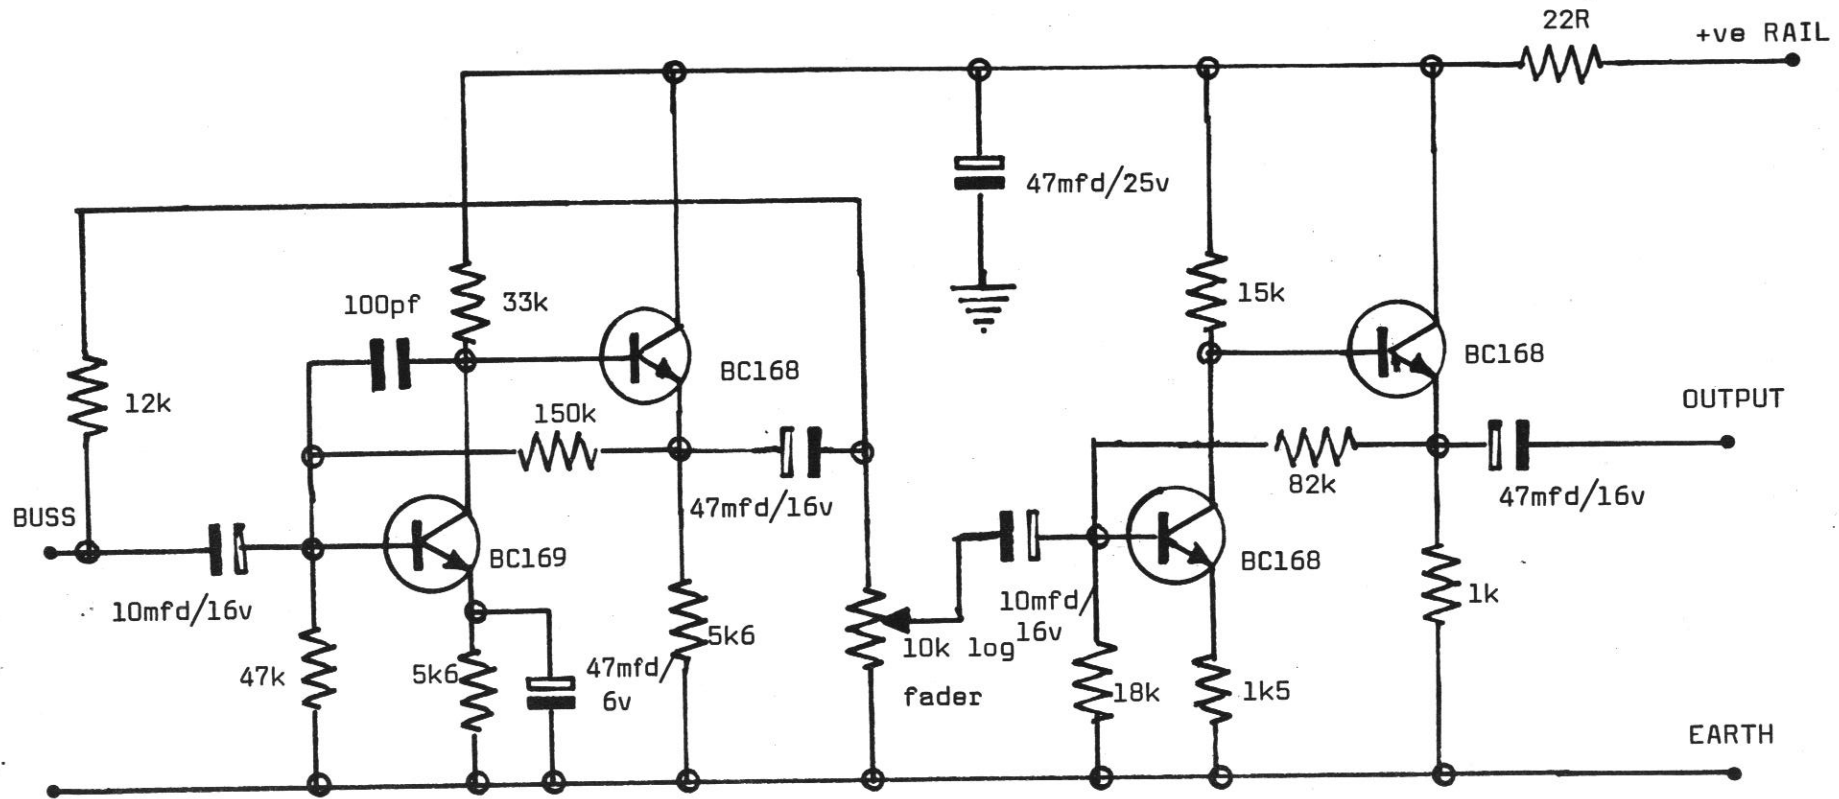 22R
+ve RAIL
47mfd/25v
100pf
33k
15k
BC168
BC168
12k
150k
OUTPUT
82k
47mfd/16v
47mfd/16v
BUSS
BC169
BC168
10mfd/16v
10mfd/
16v
1k
47k
5k6
47mfd/
6v
5k6
10k log
fader
18k
1k5
EARTH